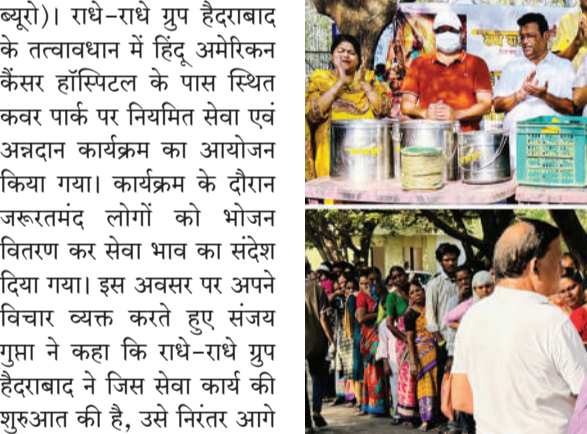 ब्यूरो)। राधे-राधे ग्रुप हैदराबाद
के तत्वावधान में हिंदू अमेरिकन
कैंसर हॉस्पिटल के पास स्थित
कवर पार्क पर नियमित सेवा एवं
अन्नदान कार्यक्रम का आयोजन
किया गया। कार्यक्रम के दौरान
जरूरतमंद लोगों को भोजन
वितरण कर सेवा भाव का संदेश
दिया गया। इस अवसर पर अपने
विचार व्यक्त करते हुए संजय
गुप्ता ने कहा कि राधे-राधे ग्रुप
हैदराबाद ने जिस सेवा कार्य की
शुरुआत की है, उसे निरंतर आगे